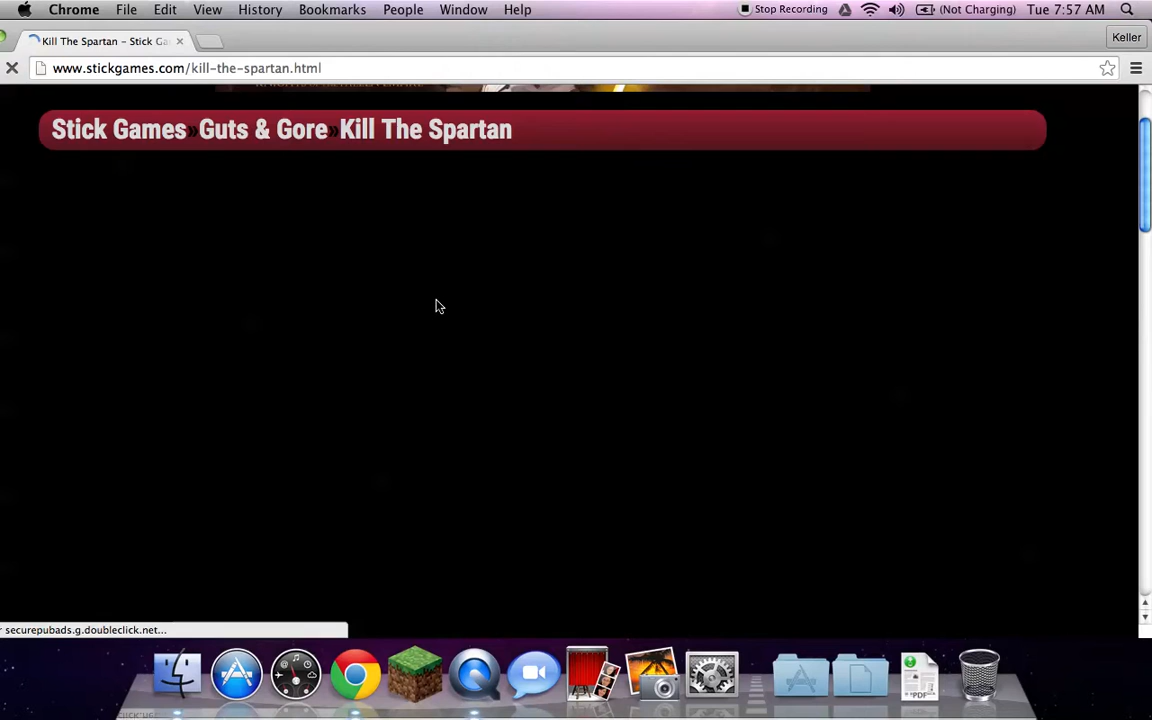 Chrome File Edit View History Bookmarks People Window Help Stop Recording (Not Charging) Tue 7:57 AM
Kill The Spartan – Stick Ga Keller
www.stickgames.com/kill-the-spartan.html
Stick Games»Guts & Gore»Kill The Spartan
r securepubads.g.doubleclick.net...
PDF